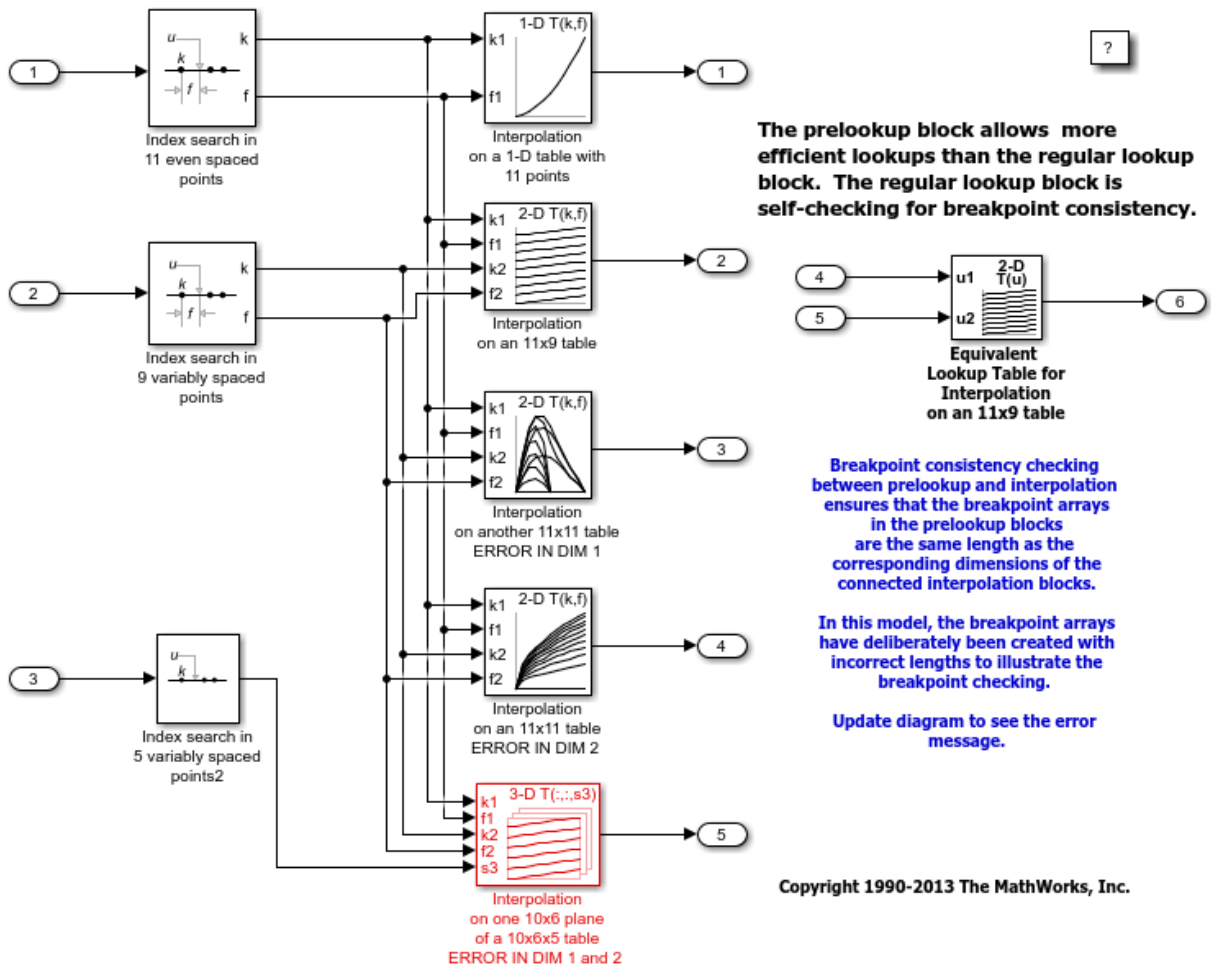 1
u
k
f
k
f
Index search in
11 even spaced
points
1-D T(k,f)
k1
f1
Interpolation
on a 1-D table with
11 points
1
?
The prelookup block allows  more
efficient lookups than the regular lookup
block.  The regular lookup block is
self-checking for breakpoint consistency.
2
u
k
f
k
f
Index search in
9 variably spaced
points
2-D T(k,f)
k1
f1
k2
f2
Interpolation
on an 11x9 table
2
4
5
u1
u2
2-D
T(u)
6
Equivalent
Lookup Table for
Interpolation
on an 11x9 table
2-D T(k,f)
k1
f1
k2
f2
Interpolation
on another 11x11 table
ERROR IN DIM 1
3
Breakpoint consistency checking
between prelookup and interpolation
ensures that the breakpoint arrays
in the prelookup blocks
are the same length as the
corresponding dimensions of the
connected interpolation blocks.
In this model, the breakpoint arrays
have deliberately been created with
incorrect lengths to illustrate the
breakpoint checking.
Update diagram to see the error
message.
2-D T(k,f)
k1
f1
k2
f2
Interpolation
on an 11x11 table
ERROR IN DIM 2
4
3
u
k
Index search in
5 variably spaced
points2
3-D T(:,:,s3)
k1
f1
k2
f2
s3
Interpolation
on one 10x6 plane
of a 10x6x5 table
ERROR IN DIM 1 and 2
5
Copyright 1990-2013 The MathWorks, Inc.